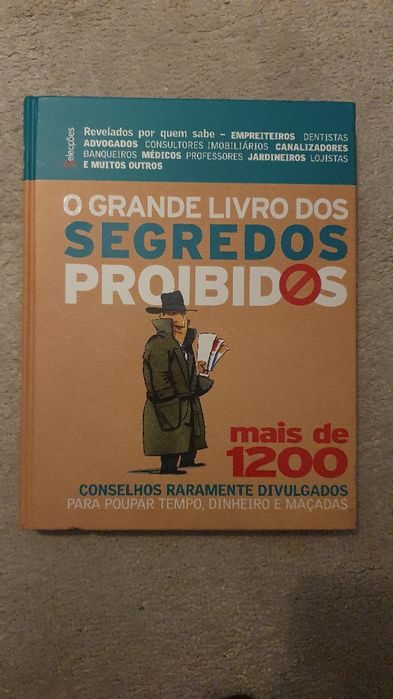 Selecções
Revelados por quem sabe – EMPREITEIROS DENTISTAS
ADVOGADOS CONSULTORES IMOBILIÁRIOS CANALIZADORES
BANQUEIROS MÉDICOS PROFESSORES JARDINEIROS LOJISTAS
E MUITOS OUTROS
O GRANDE LIVRO DOS
SEGREDOS
PROIBIDOS
mais de
1200
CONSELHOS RARAMENTE DIVULGADOS
PARA POUPAR TEMPO, DINHEIRO E MAÇADAS